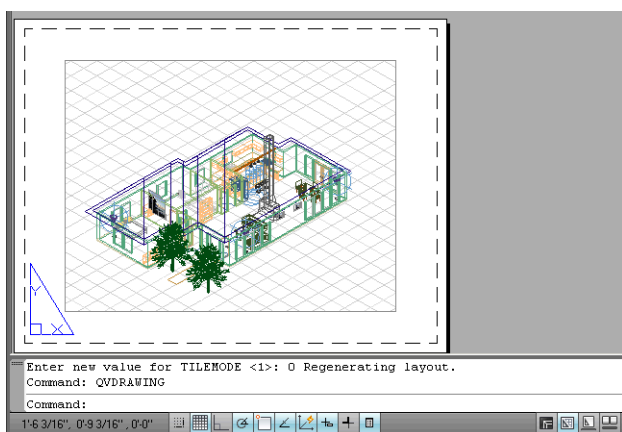 Y
X
Enter new value for TILEMODE <1>: 0 Regenerating layout.
Command: QVDRAWING
Command:
1'-6 3/16", 0'-9 3/16", 0'-0"